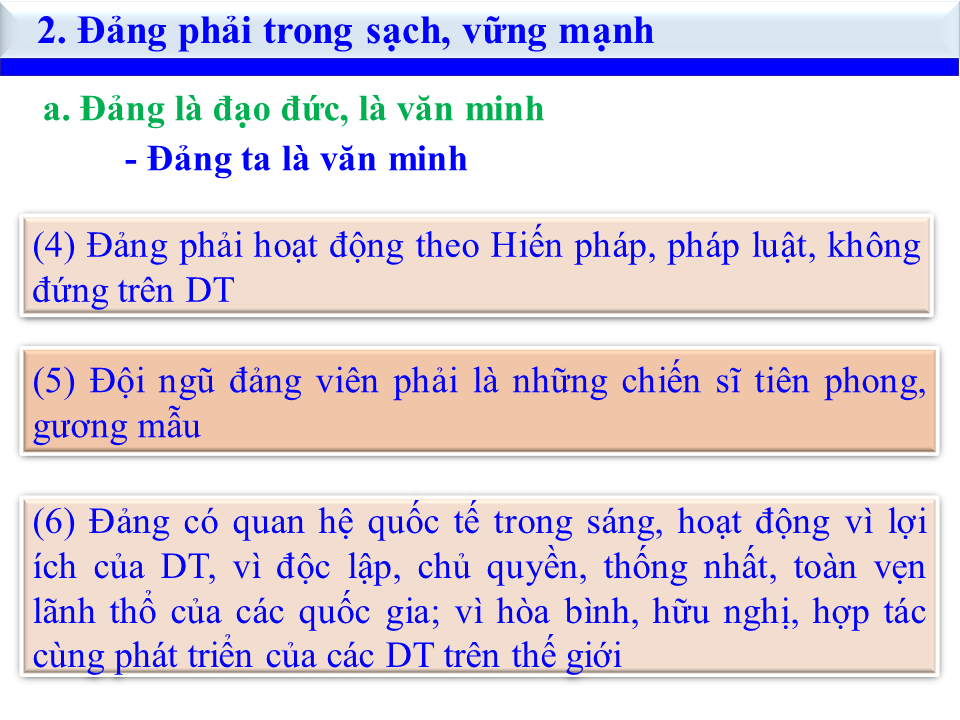 2. Đảng phải trong sạch, vững mạnh
a. Đảng là đạo đức, là văn minh
- Đảng ta là văn minh
(4) Đảng phải hoạt động theo Hiến pháp, pháp luật, không
đứng trên DT
(5) Đội ngũ đảng viên phải là những chiến sĩ tiên phong,
gương mẫu
(6) Đảng có quan hệ quốc tế trong sáng, hoạt động vì lợi
ích của DT, vì độc lập, chủ quyền, thống nhất, toàn vẹn
lãnh thổ của các quốc gia; vì hòa bình, hữu nghị, hợp tác
cùng phát triển của các DT trên thế giới